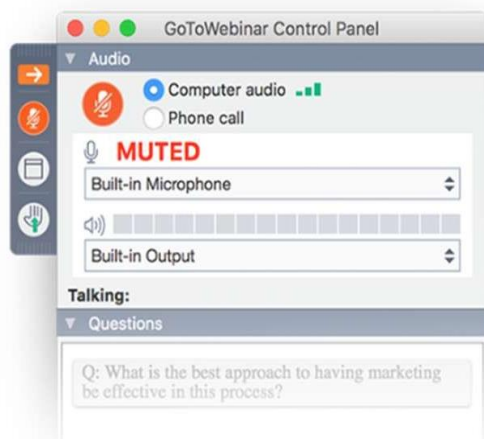 GoToWebinar Control Panel
Audio
Computer audio
Phone call
MUTED
Built-in Microphone
Built-in Output
Talking:
Questions
Q: What is the best approach to having marketing
be effective in this process?